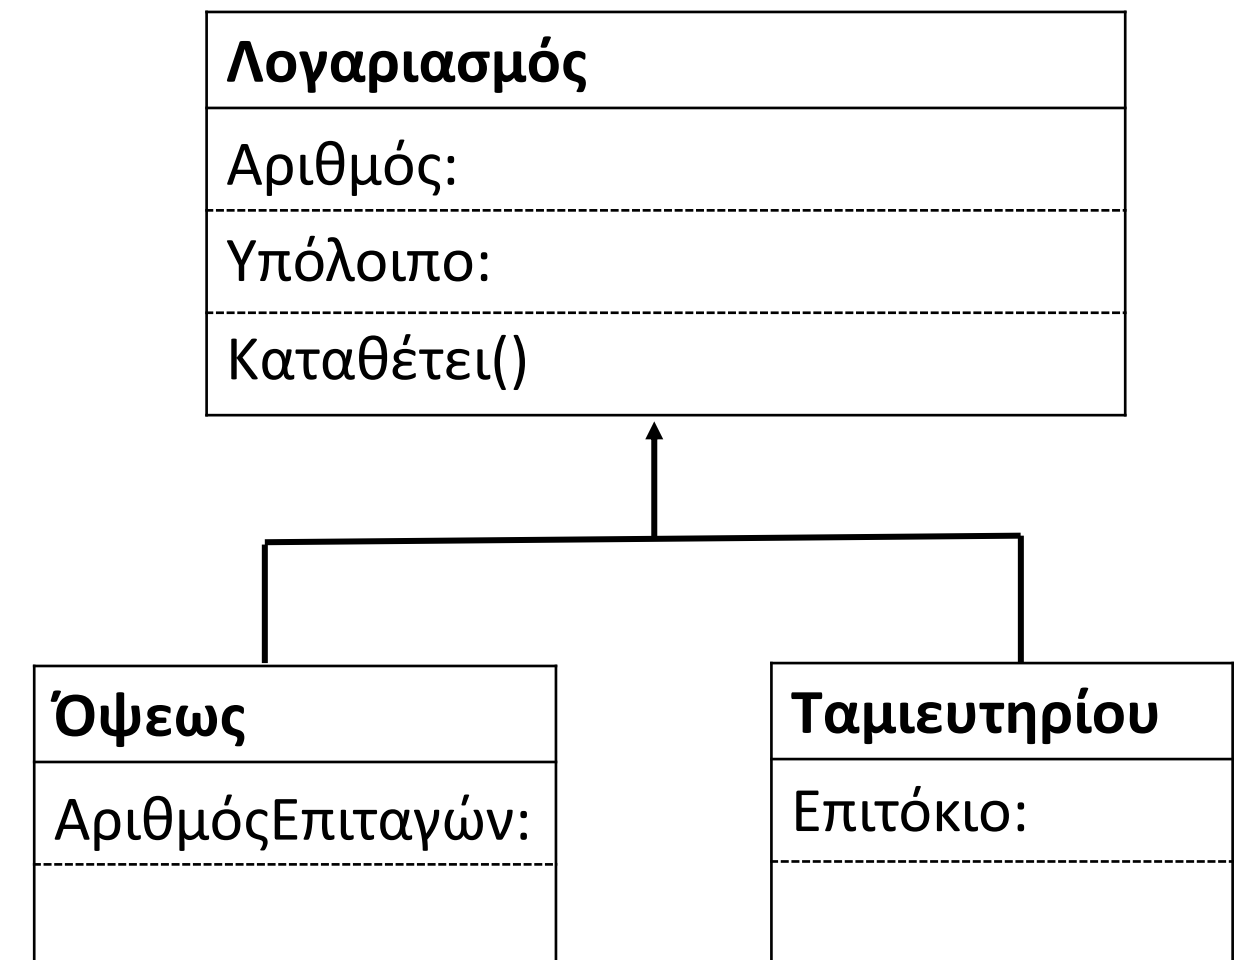 Λογαριασμός
Αριθμός:
Υπόλοιπο:
Καταθέτει()
Όψεως
ΑριθμόςΕπιταγών:
Ταμιευτηρίου
Επιτόκιο: